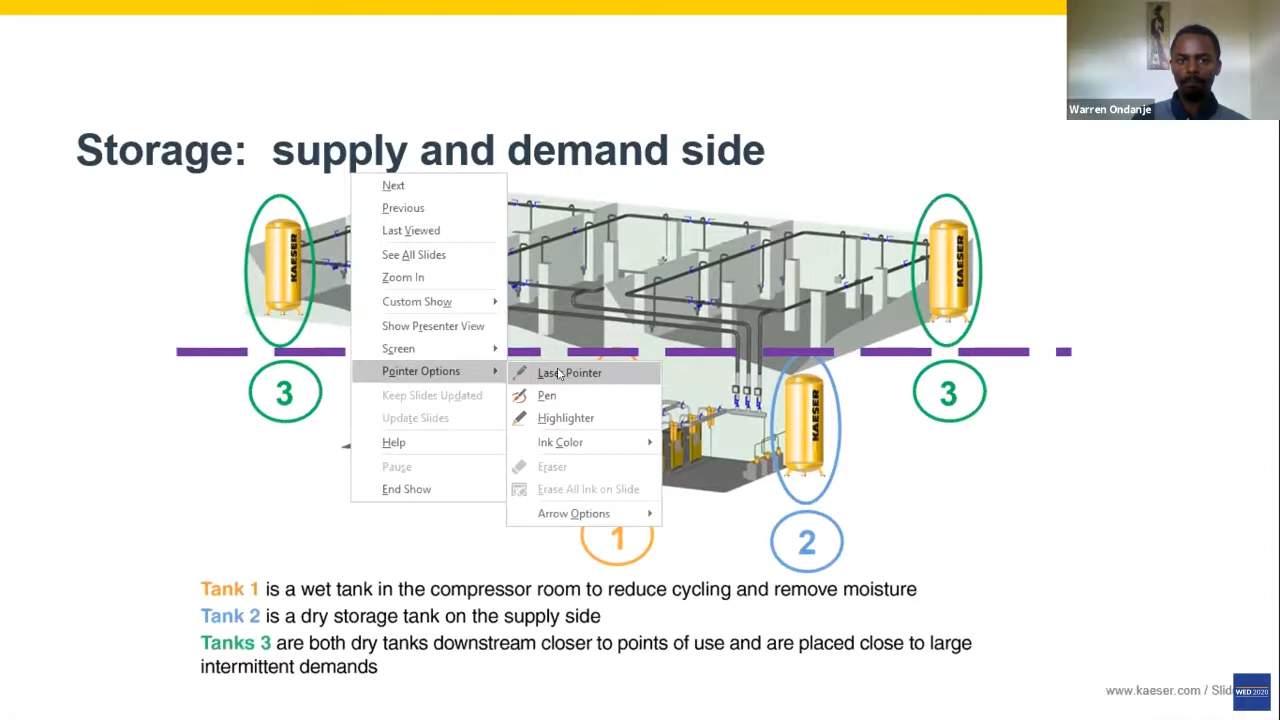 Warren Ondanje
Storage: supply and demand side
Next
Previous
Last Viewed
See All Slides
Zoom In
Custom Show
Show Presenter View
Screen
Pointer Options
Keep Slides Updated
Update Slides
Help
Pause
End Show
Laser Pointer
Pen
Highlighter
Ink Color
Eraser
Erase All Ink on Slide
Arrow Options
KAESER
KAESER
KAESER
3
3
1
2
Tank 1 is a wet tank in the compressor room to reduce cycling and remove moisture
Tank 2 is a dry storage tank on the supply side
Tanks 3 are both dry tanks downstream closer to points of use and are placed close to large
intermittent demands
www.kaeser.com / Slid
WED 2020